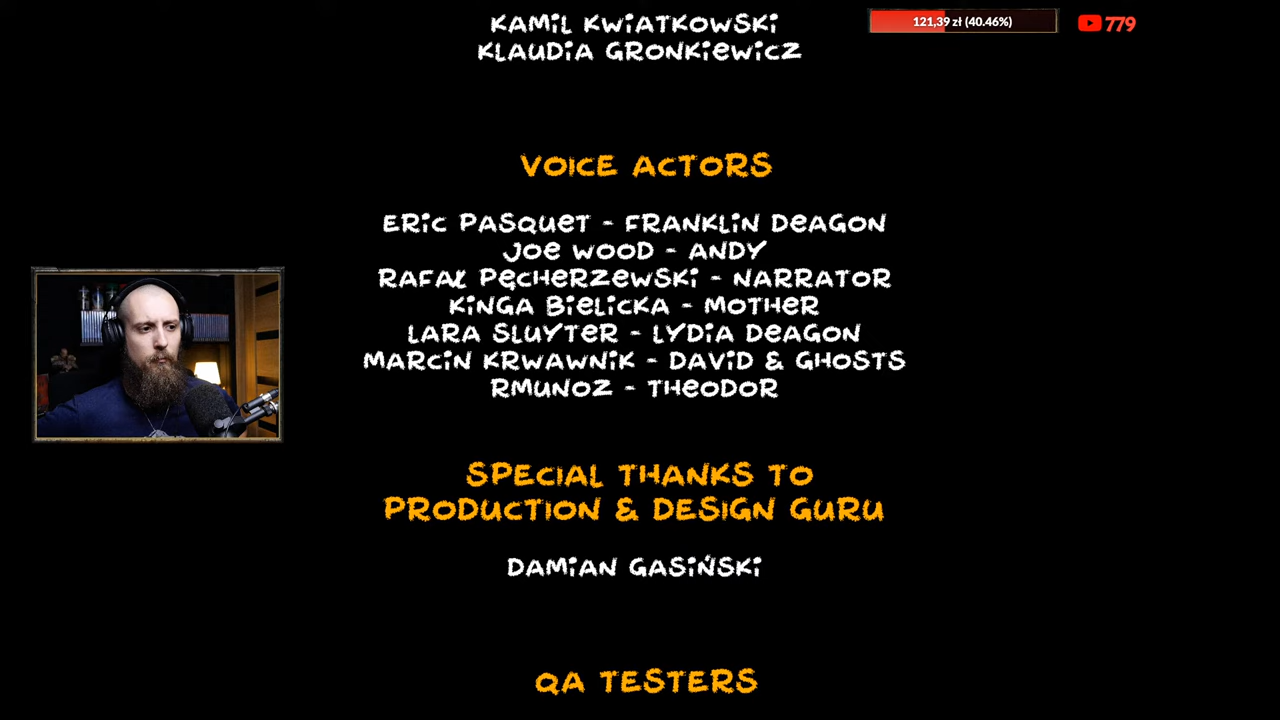 KAMIL KWIATKOWSKI
KLAUDIA GRONKIEWICZ
121,39 zł (40.46%)
779
VOICE ACTORS
ERIC PASQUET - FRANKLIN DEAGON
JOE WOOD - ANDY
RAFAŁ PĘCHERZEWSKI - NARRATOR
KINGA BIELICKA - MOTHER
LARA SLUYTER - LYDIA DEAGON
MARCIN KRWAWNIK - DAVID & GHOSTS
RMUNOZ - THEODOR
SPECIAL THANKS TO
PRODUCTION & DESIGN GURU
DAMIAN GASIŃSKI
QA TESTERS